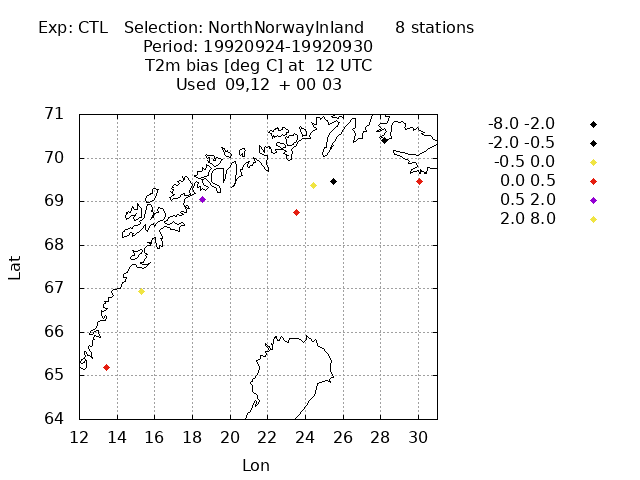 Exp: CTL Selection: NorthNorwayInland 8 stations
Period: 19920924-19920930
T2m bias [deg C] at 12 UTC
Used 09,12 + 00 03
-8.0 -2.0
-2.0 -0.5
-0.5 0.0
0.0 0.5
0.5 2.0
2.0 8.0
71
70
69
68
67
66
65
64
Lat
12 14 16 18 20 22 24 26 28 30
Lon